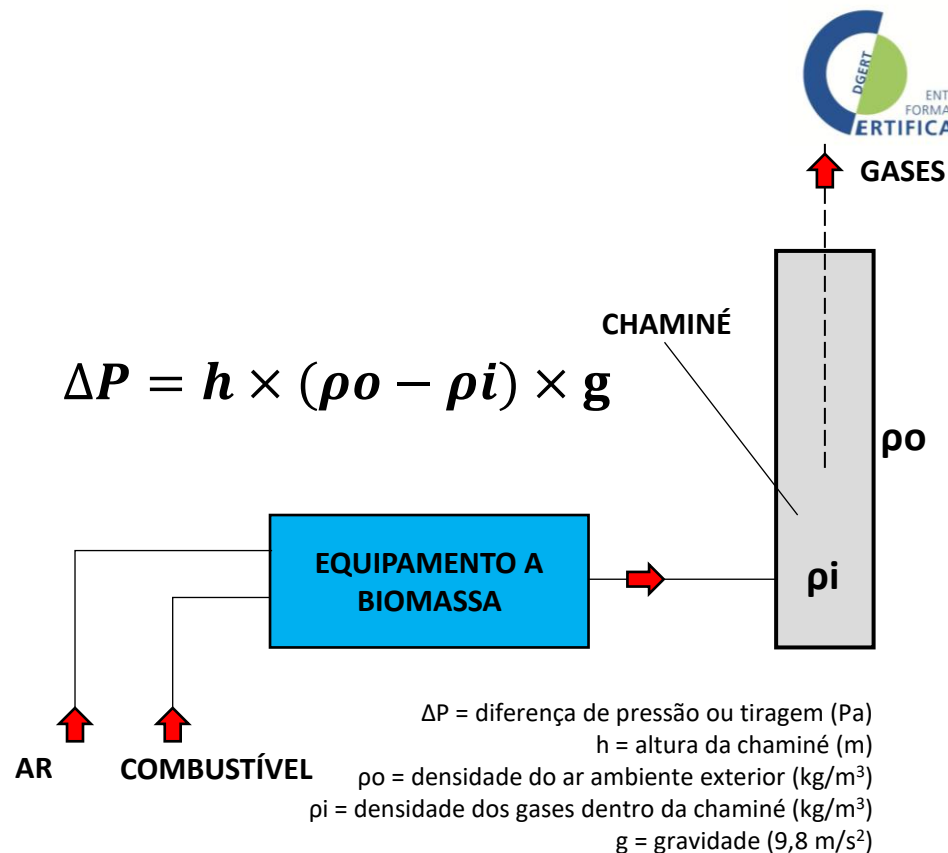 DGERT
ENT
FORMA
ERTIFICA
GASES
CHAMINÉ
ΔP = h × (ρo − ρi) × g
ρo
EQUIPAMENTO A
BIOMASSA
ρi
AR
COMBUSTÍVEL
ΔP = diferença de pressão ou tiragem (Pa)
h = altura da chaminé (m)
ρo = densidade do ar ambiente exterior (kg/m³)
ρi = densidade dos gases dentro da chaminé (kg/m³)
g = gravidade (9,8 m/s²)